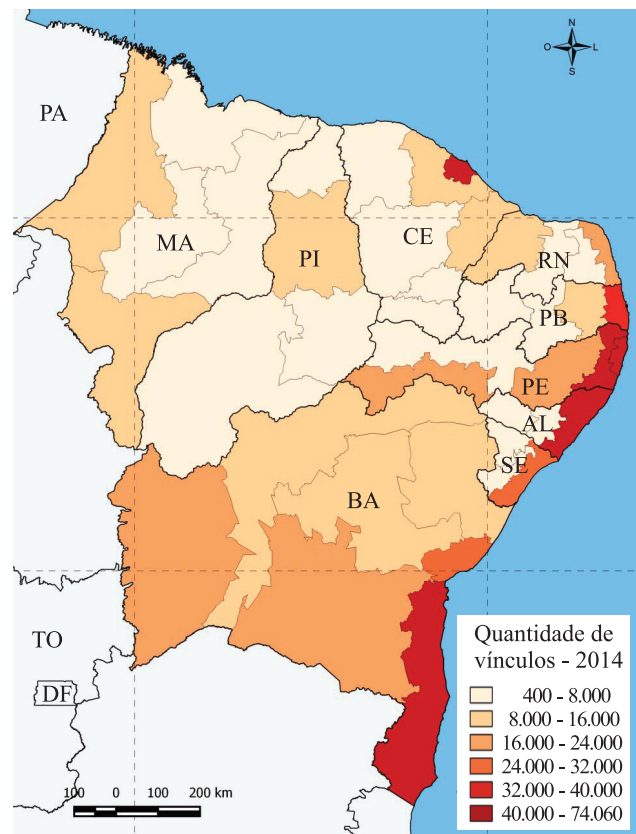 N
O L
S
PA
MA
PI
CE
RN
PB
PE
AL
SE
BA
TO
DF
Quantidade de
vínculos - 2014
400 - 8.000
8.000 - 16.000
16.000 - 24.000
24.000 - 32.000
32.000 - 40.000
40.000 - 74.060
100 0 100 200 km